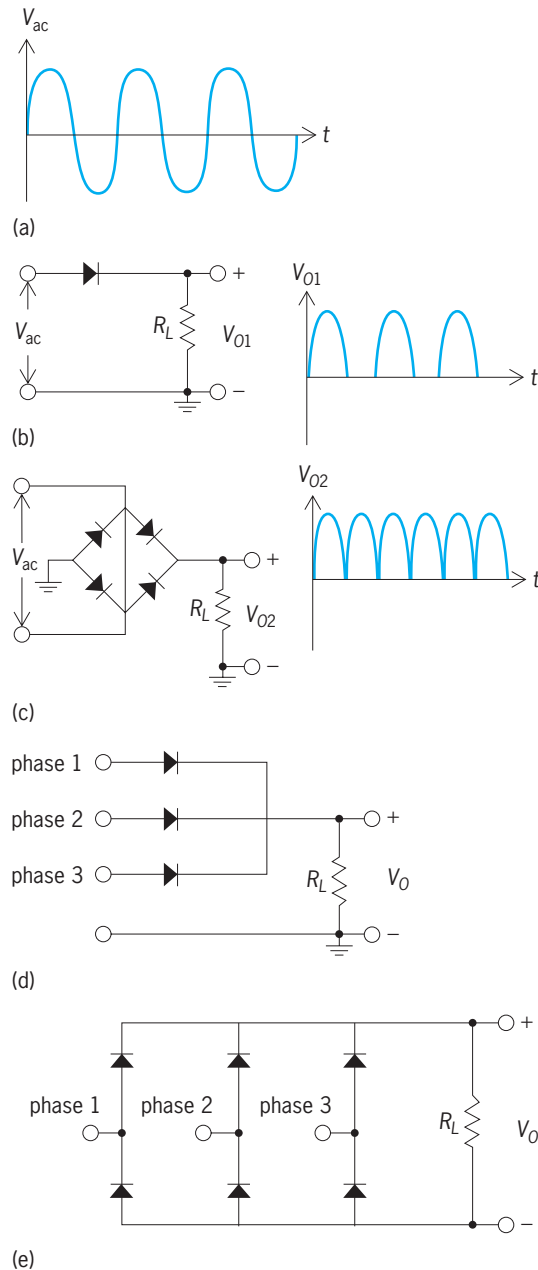 V_ac
t
(a)
V_ac
R_L
+
V_O1
−
V_O1
t
(b)
V_ac
R_L
+
V_O2
−
V_O2
t
(c)
phase 1
phase 2
phase 3
R_L
+
V_O
−
(d)
phase 1 phase 2 phase 3
R_L
+
V_O
−
(e)